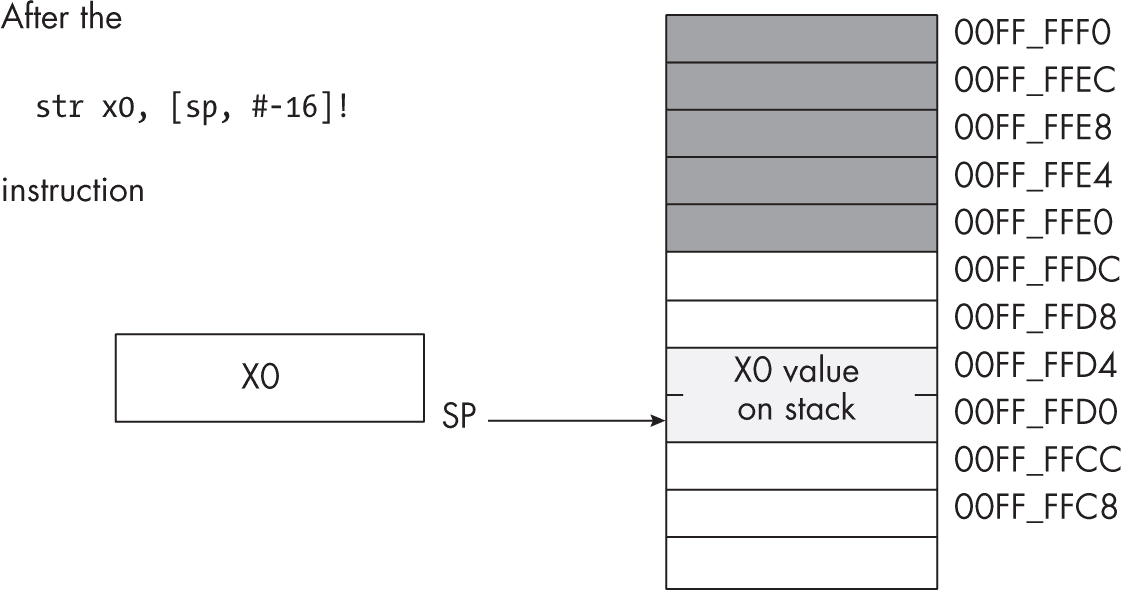 After the
str x0, [sp, #-16]!
instruction
00FF_FFF0
00FF_FFEC
00FF_FFE8
00FF_FFE4
00FF_FFE0
00FF_FFDC
00FF_FFD8
X0
X0 value
00FF_FFD4
on stack
00FF_FFD0
SP
00FF_FFCC
00FF_FFC8